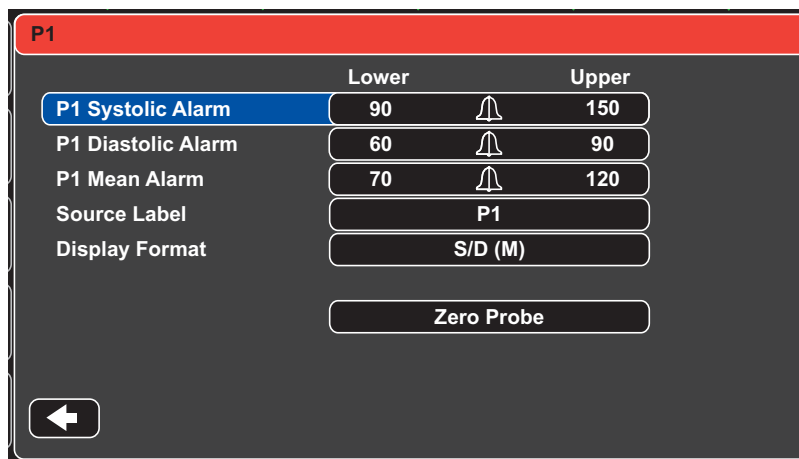 P1
Lower Upper
P1 Systolic Alarm 90 150
P1 Diastolic Alarm 60 90
P1 Mean Alarm 70 120
Source Label P1
Display Format S/D (M)
Zero Probe